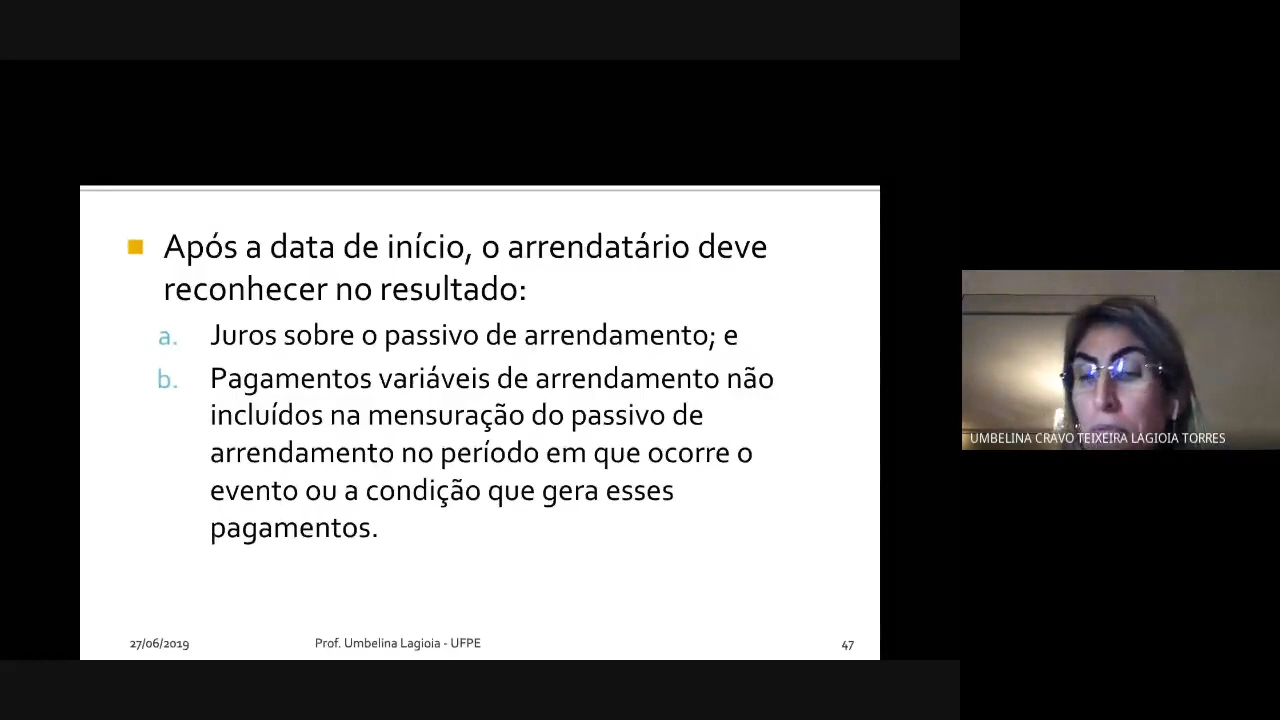 Após a data de início, o arrendatário deve
reconhecer no resultado:
a. Juros sobre o passivo de arrendamento; e
b. Pagamentos variáveis de arrendamento não
incluídos na mensuração do passivo de
arrendamento no período em que ocorre o
evento ou a condição que gera esses
pagamentos.
27/06/2019 Prof. Umbelina Lagioia - UFPE 47
UMBELINA CRAVO TEIXEIRA LAGIOIA TORRES